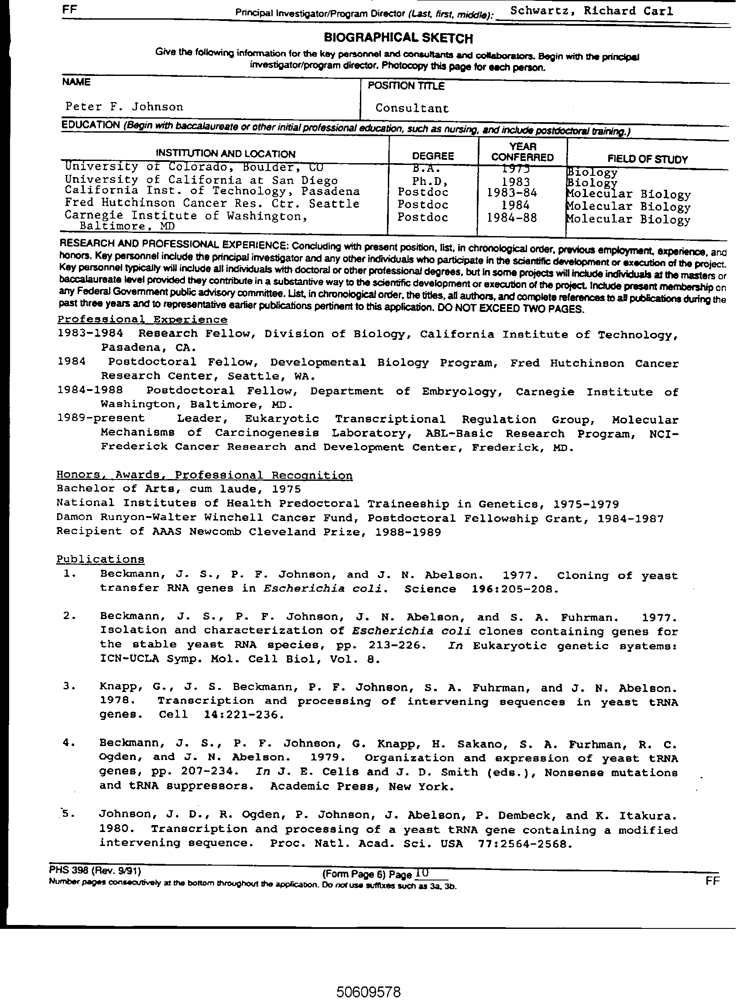 FF
Principal Investigator/Program Director (Last, first, middle): Schwartz, Richard Carl
BIOGRAPHICAL SKETCH
Give the following information for the key personnel and consultants and collaborators. Begin with the principal
investigator/program director. Photocopy this page for each person.
NAME POSITION TITLE
Peter F. Johnson Consultant
EDUCATION (Begin with baccalaureate or other initial professional education, such as nursing, and include postdoctoral training.)
INSTITUTION AND LOCATION DEGREE YEAR CONFERRED FIELD OF STUDY
University of Colorado, Boulder, CO B.A. 1975 Biology
University of California at San Diego Ph.D, 1983 Biology
California Inst. of Technology, Pasadena Postdoc 1983-84 Molecular Biology
Fred Hutchinson Cancer Res. Ctr. Seattle Postdoc 1984 Molecular Biology
Carnegie Institute of Washington, Postdoc 1984-88 Molecular Biology
Baltimore, MD
RESEARCH AND PROFESSIONAL EXPERIENCE: Concluding with present position, list, in chronological order, previous employment, experience, and
honors. Key personnel include the principal investigator and any other individuals who participate in the scientific development or execution of the project.
Key personnel typically will include all individuals with doctoral or other professional degrees, but in some projects will include individuals at the masters or
baccalaureate level provided they contribute in a substantive way to the scientific development or execution of the project. Include present membership on
any Federal Government public advisory committee. List, in chronological order, the titles, all authors, and complete references to all publications during the
past three years and to representative earlier publications pertinent to this application. DO NOT EXCEED TWO PAGES.
Professional Experience
1983-1984 Research Fellow, Division of Biology, California Institute of Technology,
Pasadena, CA.
1984 Postdoctoral Fellow, Developmental Biology Program, Fred Hutchinson Cancer
Research Center, Seattle, WA.
1984-1988 Postdoctoral Fellow, Department of Embryology, Carnegie Institute of
Washington, Baltimore, MD.
1989-present Leader, Eukaryotic Transcriptional Regulation Group, Molecular
Mechanisms of Carcinogenesis Laboratory, ABL-Basic Research Program, NCI-
Frederick Cancer Research and Development Center, Frederick, MD.
Honors, Awards, Professional Recognition
Bachelor of Arts, cum laude, 1975
National Institutes of Health Predoctoral Traineeship in Genetics, 1975-1979
Damon Runyon-Walter Winchell Cancer Fund, Postdoctoral Fellowship Grant, 1984-1987
Recipient of AAAS Newcomb Cleveland Prize, 1988-1989
Publications
1. Beckmann, J. S., P. F. Johnson, and J. N. Abelson. 1977. Cloning of yeast
transfer RNA genes in Escherichia coli. Science 196:205-208.
2. Beckmann, J. S., P. F. Johnson, J. N. Abelson, and S. A. Fuhrman. 1977.
Isolation and characterization of Escherichia coli clones containing genes for
the stable yeast RNA species, pp. 213-226. In Eukaryotic genetic systems:
ICN-UCLA Symp. Mol. Cell Biol, Vol. 8.
3. Knapp, G., J. S. Beckmann, P. F. Johnson, S. A. Fuhrman, and J. N. Abelson.
1978. Transcription and processing of intervening sequences in yeast tRNA
genes. Cell 14:221-236.
4. Beckmann, J. S., P. F. Johnson, G. Knapp, H. Sakano, S. A. Furhman, R. C.
Ogden, and J. N. Abelson. 1979. Organization and expression of yeast tRNA
genes, pp. 207-234. In J. E. Celis and J. D. Smith (eds.), Nonsense mutations
and tRNA suppressors. Academic Press, New York.
5. Johnson, J. D., R. Ogden, P. Johnson, J. Abelson, P. Dembeck, and K. Itakura.
1980. Transcription and processing of a yeast tRNA gene containing a modified
intervening sequence. Proc. Natl. Acad. Sci. USA 77:2564-2568.
PHS 398 (Rev. 9/91) (Form Page 6) Page 10 FF
Number pages consecutively at the bottom throughout the application. Do not use suffixes such as 3a, 3b.
50609578